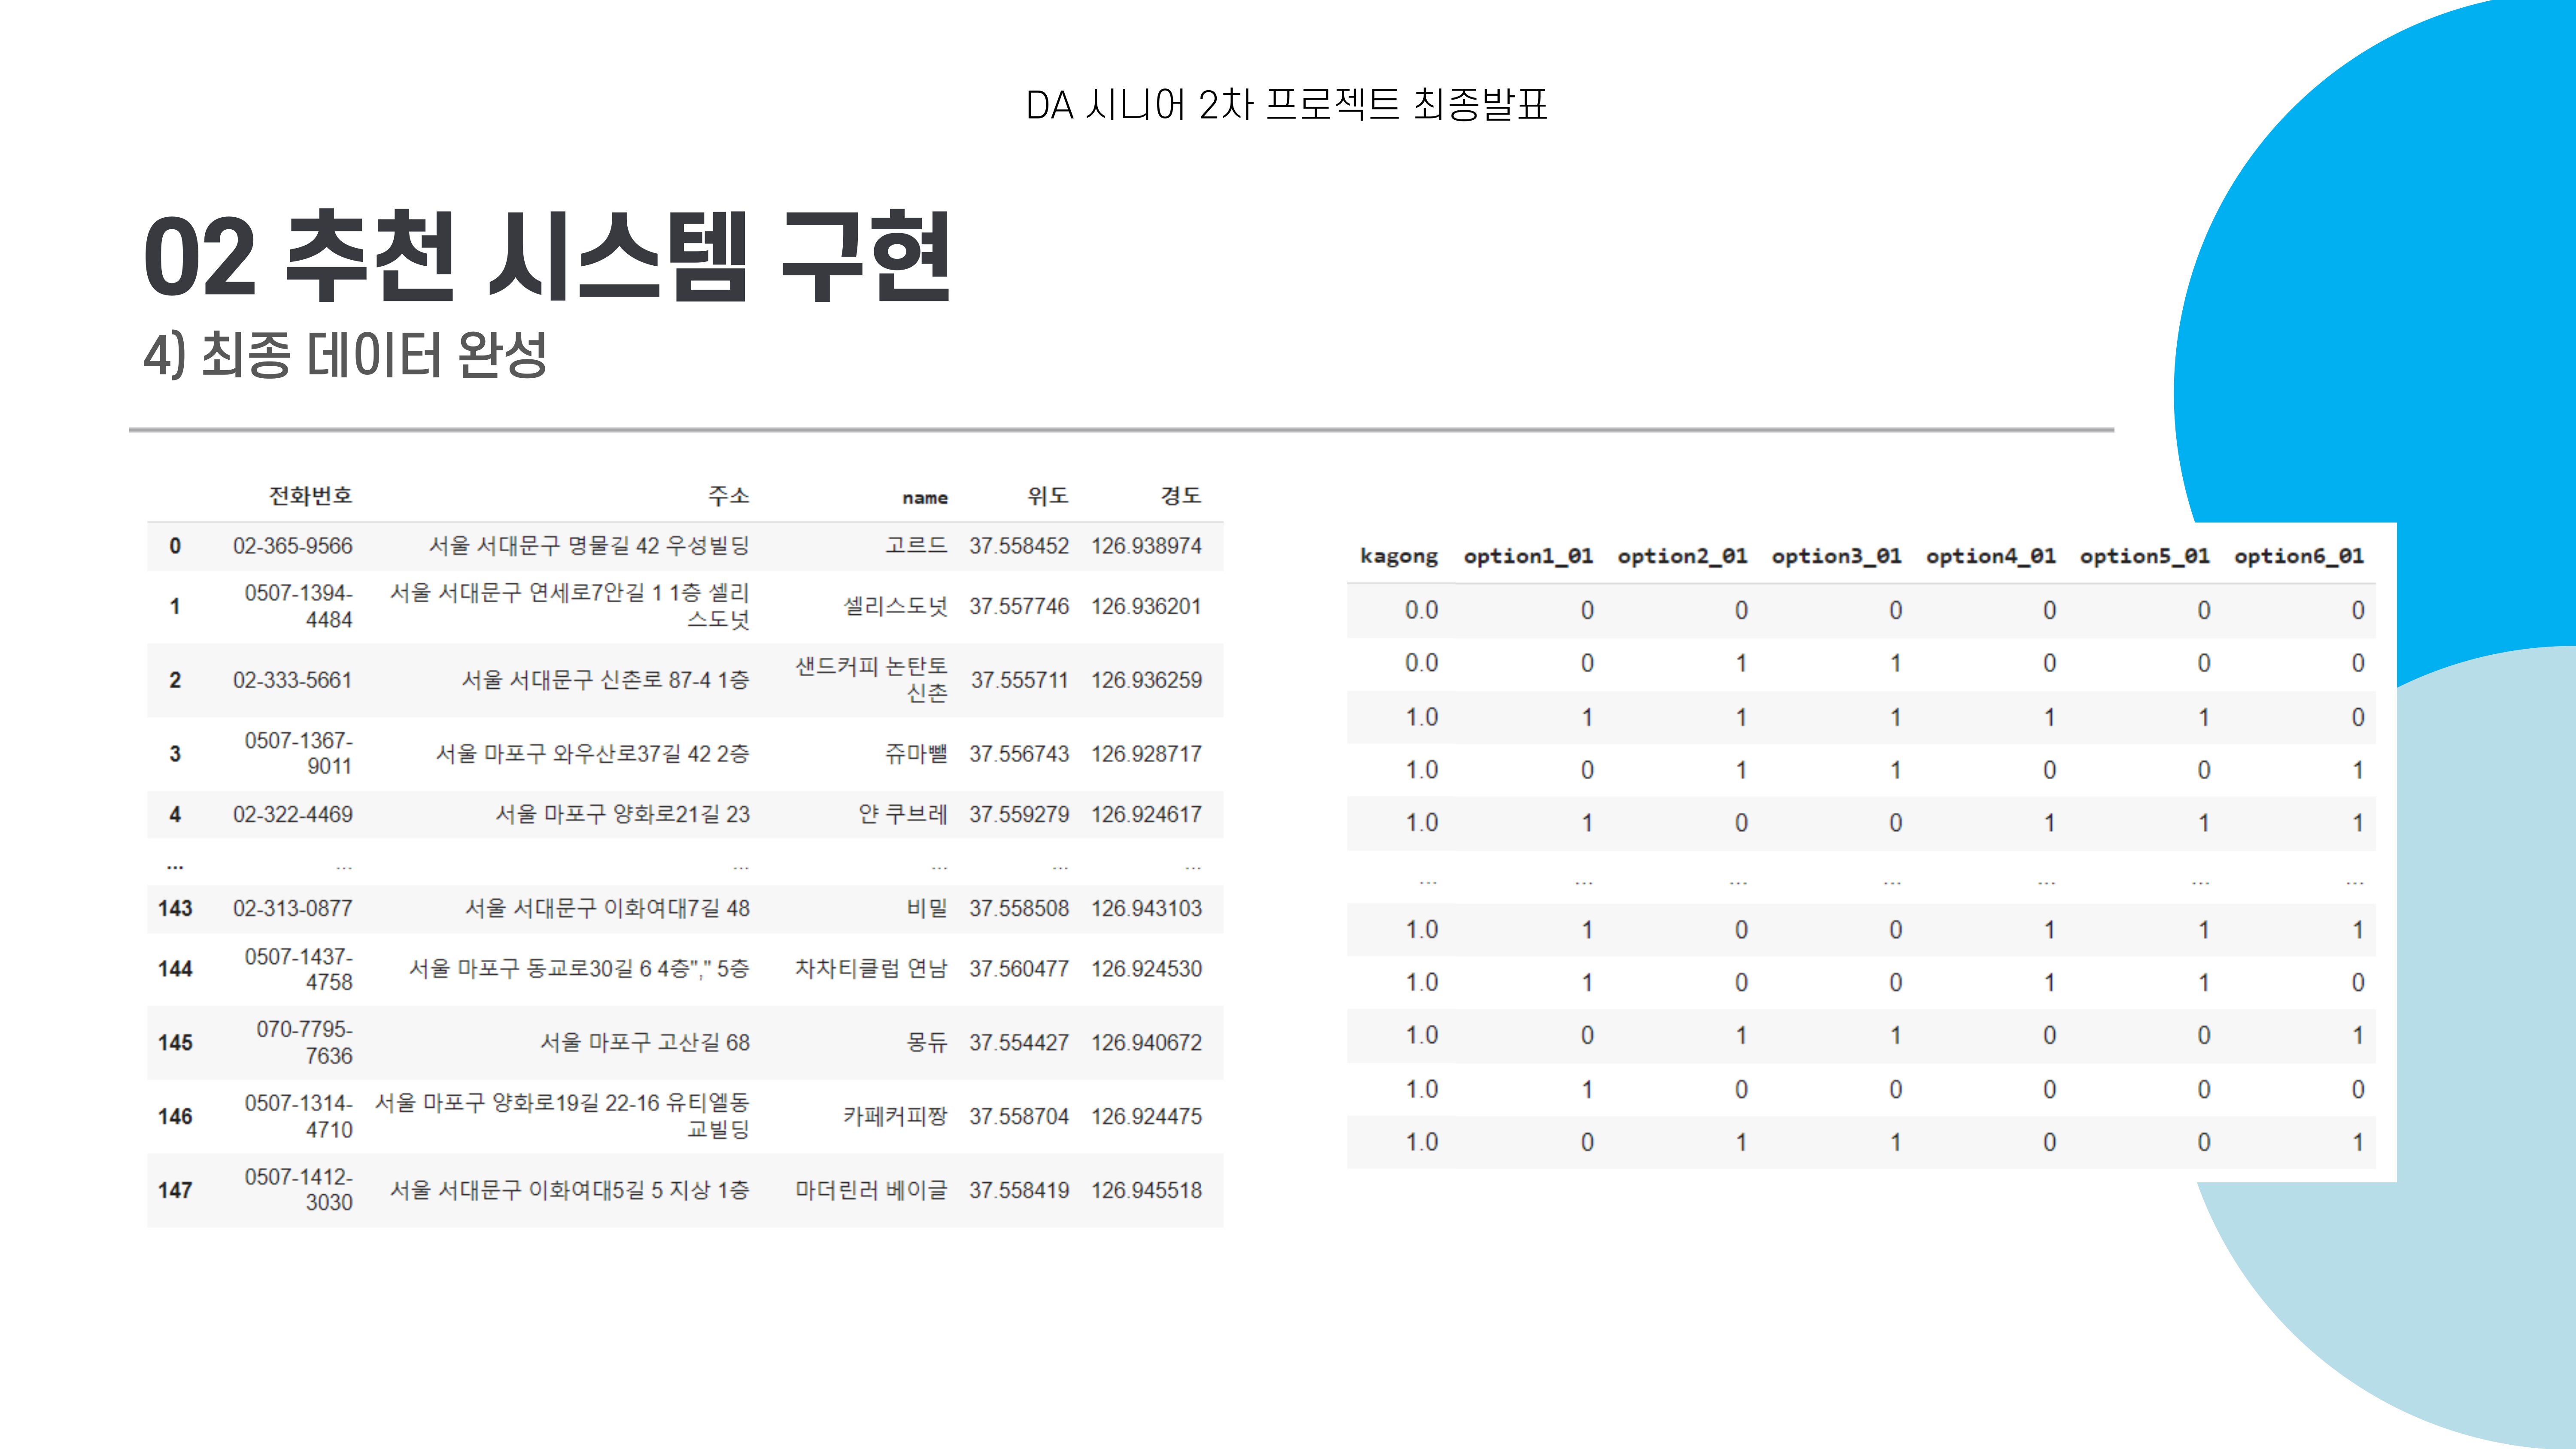 DA 시니어 2차 프로젝트 최종발표
02 추천 시스템 구현
4) 최종 데이터 완성
전화번호 주소 name 위도 경도
0 02-365-9566 서울 서대문구 명물길 42 우성빌딩 고르드 37.558452 126.938974
1 0507-1394-4484 서울 서대문구 연세로7안길 1 1층 셀리스도넛 셀리스도넛 37.557746 126.936201
2 02-333-5661 서울 서대문구 신촌로 87-4 1층 샌드커피 논탄토 신촌 37.555711 126.936259
3 0507-1367-9011 서울 마포구 와우산로37길 42 2층 쥬마뺄 37.556743 126.928717
4 02-322-4469 서울 마포구 양화로21길 23 얀 쿠브레 37.559279 126.924617
... ... ... ... ... ...
143 02-313-0877 서울 서대문구 이화여대7길 48 비밀 37.558508 126.943103
144 0507-1437-4758 서울 마포구 동교로30길 6 4층"," 5층 차차티클럽 연남 37.560477 126.924530
145 070-7795-7636 서울 마포구 고산길 68 몽듀 37.554427 126.940672
146 0507-1314-4710 서울 마포구 양화로19길 22-16 유티엘동교빌딩 카페커피짱 37.558704 126.924475
147 0507-1412-3030 서울 서대문구 이화여대5길 5 지상 1층 마더린러 베이글 37.558419 126.945518
kagong option1_01 option2_01 option3_01 option4_01 option5_01 option6_01
0.0 0 0 0 0 0 0
0.0 0 1 1 0 0 0
1.0 1 1 1 1 1 0
1.0 0 1 1 0 0 1
1.0 1 0 0 1 1 1
... ... ... ... ... ... ...
1.0 1 0 0 1 1 1
1.0 1 0 0 1 1 0
1.0 0 1 1 0 0 1
1.0 1 0 0 0 0 0
1.0 0 1 1 0 0 1